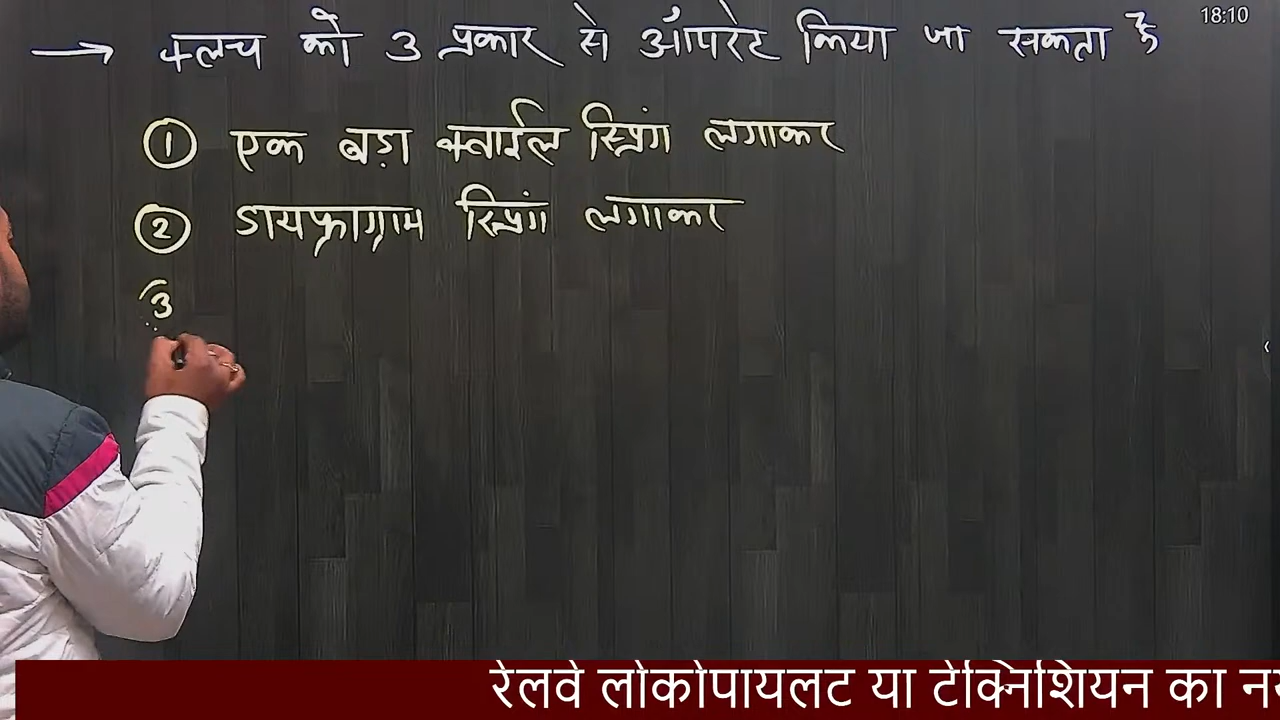 18:10
→ क्लच को 3 प्रकार से ऑपरेट किया जा सकता है
① एक बड़ा क्वाईल स्प्रिंग लगाकर
② डायफ्राग्राम स्प्रिंग लगाकर
3
रेलवे लोकोपायलट या टेक्निशियन का